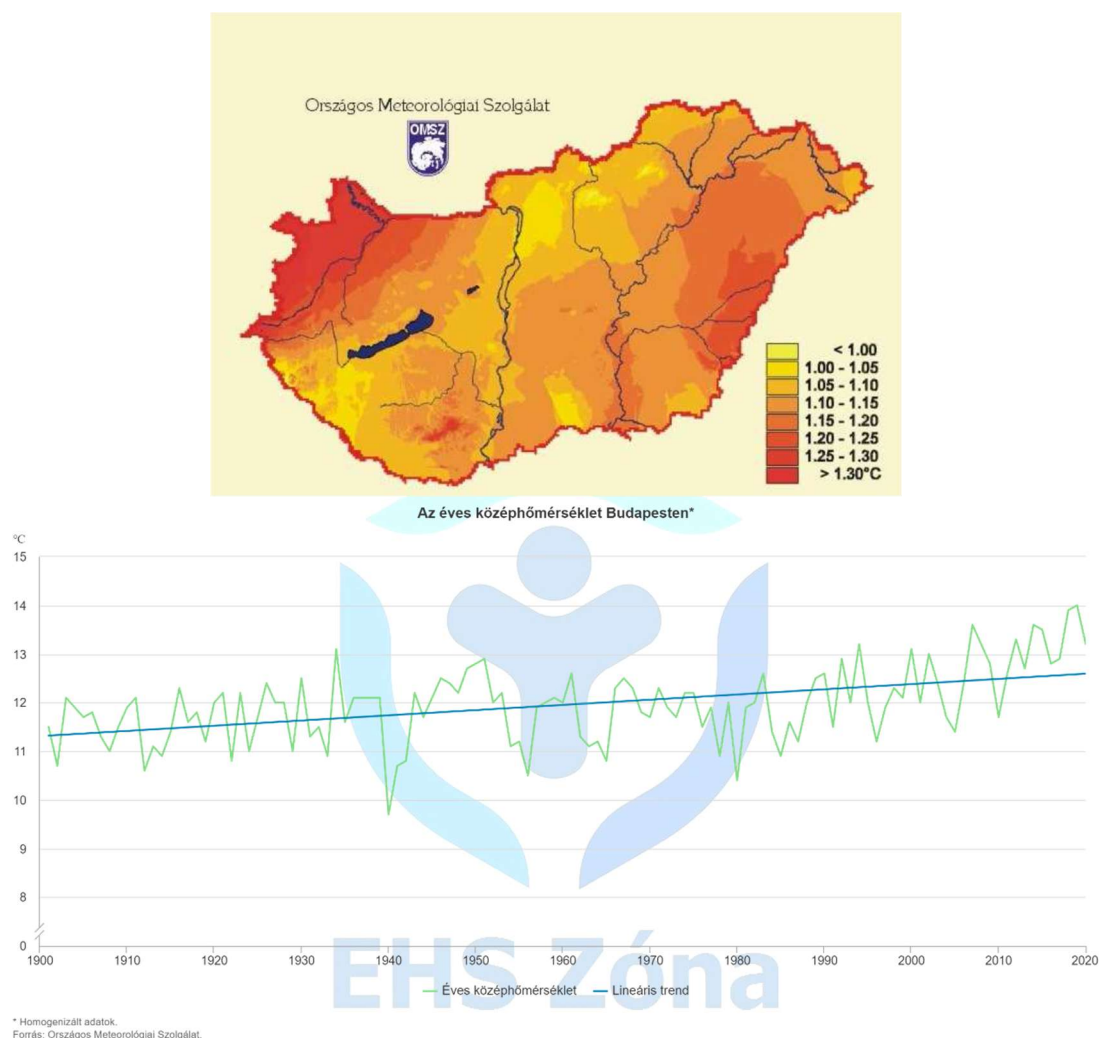 Országos Meteorológiai Szolgálat
OMSZ
< 1.00
1.00 - 1.05
1.05 - 1.10
1.10 - 1.15
1.15 - 1.20
1.20 - 1.25
1.25 - 1.30
> 1.30°C
Az éves középhőmérséklet Budapesten*
°C
15
14
13
12
11
10
9
8
0
1900 1910 1920 1930 1940 1950 1960 1970 1980 1990 2000 2010 2020
EHS Zóna
Éves középhőmérséklet Lineáris trend
* Homogenizált adatok.
Forrás: Országos Meteorológiai Szolgálat.